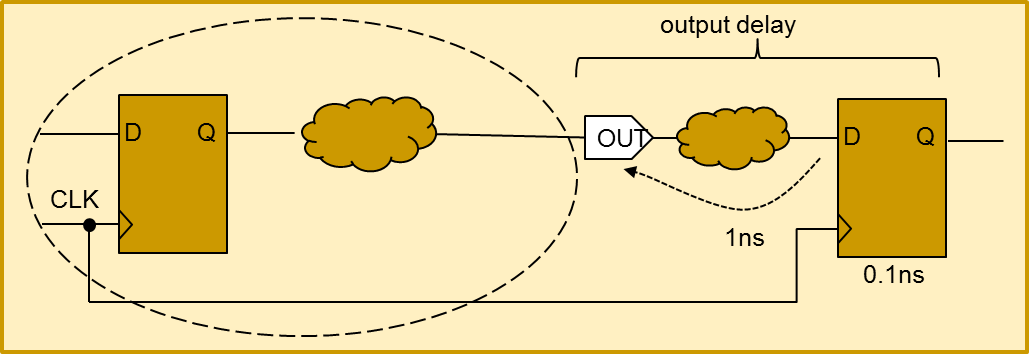 output delay
D Q
OUT
D Q
CLK
1ns
0.1ns